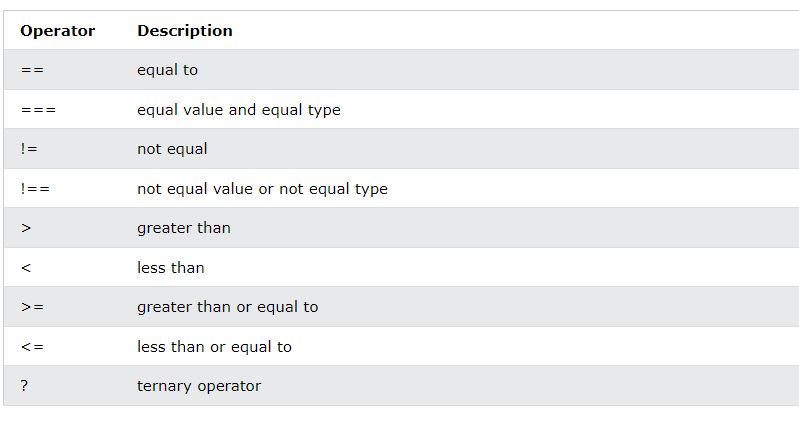 Operator Description
== equal to
=== equal value and equal type
!= not equal
!== not equal value or not equal type
> greater than
< less than
>= greater than or equal to
<= less than or equal to
? ternary operator